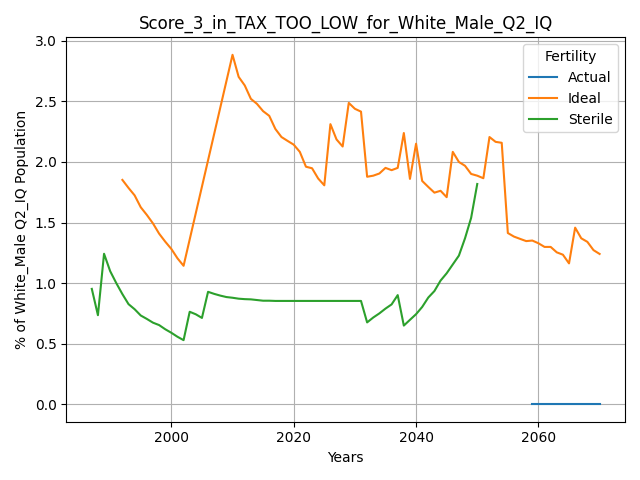 Score_3_in_TAX_TOO_LOW_for_White_Male_Q2_IQ
Fertility
Actual
Ideal
Sterile
% of White_Male Q2_IQ Population
3.0
2.5
2.0
1.5
1.0
0.5
0.0
2000 2020 2040 2060
Years